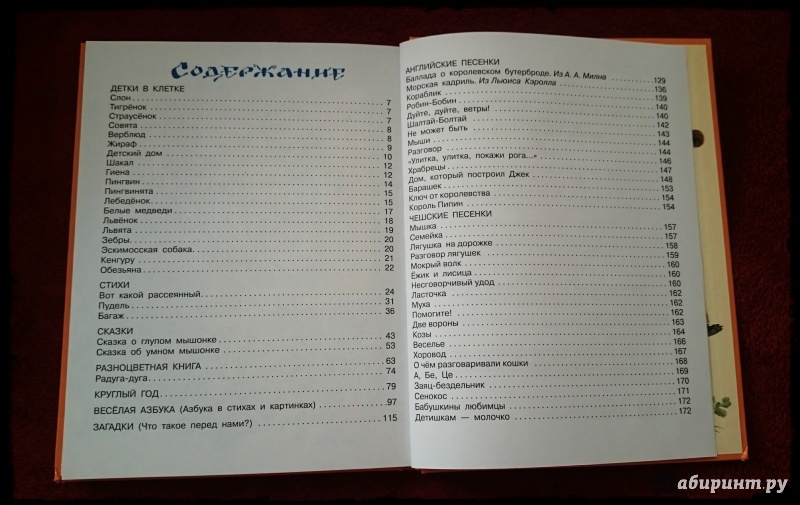 Содержание
ДЕТКИ В КЛЕТКЕ
Слон 7
Тигрёнок 7
Страусёнок 7
Совята 8
Верблюд 8
Жираф 9
Детский дом 10
Шакал 12
Гиена 12
Пингвин 14
Пингвинята 15
Лебедёнок 15
Белые медведи 17
Львёнок 18
Львята 19
Зебры 20
Эскимосская собака 20
Кенгуру 21
Обезьяна 22
СТИХИ
Вот какой рассеянный 24
Пудель 31
Багаж 36
СКАЗКИ
Сказка о глупом мышонке 43
Сказка об умном мышонке 53
РАЗНОЦВЕТНАЯ КНИГА 63
Радуга-дуга 74
КРУГЛЫЙ ГОД 79
ВЕСЁЛАЯ АЗБУКА (Азбука в стихах и картинках) 97
ЗАГАДКИ (Что такое перед нами?) 115
АНГЛИЙСКИЕ ПЕСЕНКИ
Баллада о королевском бутерброде. Из А. А. Милна 129
Морская кадриль. Из Льюиса Кэролла 136
Кораблик 139
Робин-Бобин 140
Дуйте, дуйте, ветры! 140
Шалтай-Болтай 142
Не может быть 143
Мыши 144
Разговор 144
«Улитка, улитка, покажи рога...» 146
Храбрецы 147
Дом, который построил Джек 148
Барашек 153
Ключ от королевства 154
Король Пипин 154
ЧЕШСКИЕ ПЕСЕНКИ
Мышка 157
Семейка 157
Лягушка на дорожке 158
Разговор лягушек 159
Мокрый волк 160
Ёжик и лисица 160
Несговорчивый удод 160
Ласточка 162
Муха 162
Помогите! 162
Две вороны 163
Козы 164
Веселье 166
Хоровод 167
О чём разговаривали кошки 168
А, Бе, Це 169
Заяц-бездельник 170
Сенокос 171
Бабушкины любимцы 172
Детишкам — молочко 172
абиринт.ру